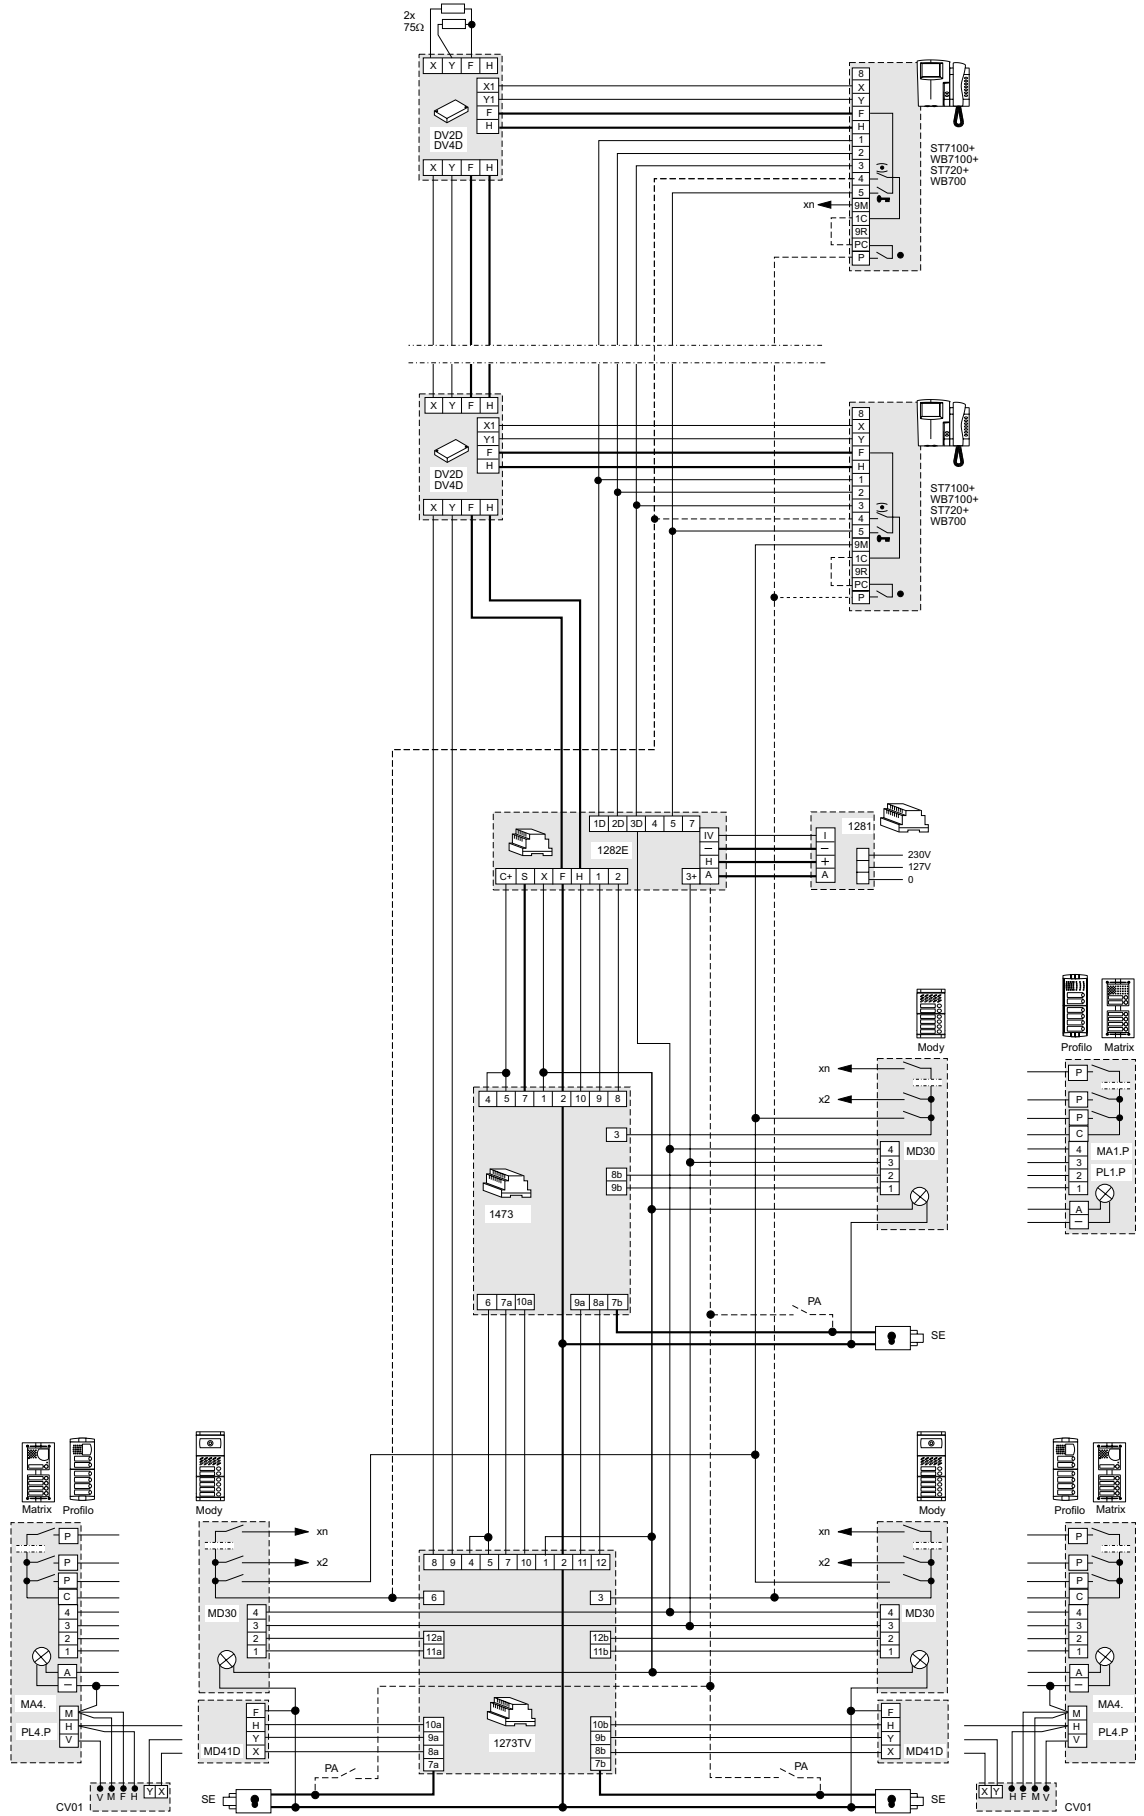 2x
75Ω
X Y F H
X1
Y1
F
H
DV2D
DV4D
X Y F H
8
X
Y
F
H
1
2
3
4
5
9M
1C
9R
PC
P
xn
ST7100+
WB7100+
ST720+
WB700
X Y F H
X1
Y1
F
H
DV2D
DV4D
X Y F H
8
X
Y
F
H
1
2
3
4
5
9M
1C
9R
PC
P
ST7100+
WB7100+
ST720+
WB700
1D 2D 3D 4 5 7
1282E
IV
–
H
A
C+ S X F H 1 2
3+
1281
I
–
+
A
230V
127V
0
Mody
Profilo Matrix
xn
x2
MD30
4
3
2
1
P
P
P
C
4
3
2
1
A
–
MA1.P
PL1.P
4 5 7 1 2 10 9 8
3
8b
9b
1473
6 7a 10a 9a 8a 7b
PA
SE
Matrix Profilo
Mody
Mody
Profilo Matrix
P
P
P
C
4
3
2
1
A
–
M
H
V
MA4.
PL4.P
V M F H Y X
CV01
xn
x2
MD30
4
3
2
1
F
H
Y
X
MD41D
8 9 4 5 7 10 1 2 11 12
6
3
12a
11a
12b
11b
1273TV
10a
9a
8a
7a
10b
9b
8b
7b
PA
PA
SE
SE
xn
x2
MD30
4
3
2
1
F
H
Y
X
MD41D
P
P
P
C
4
3
2
1
A
–
M
H
V
MA4.
PL4.P
X Y H F M V
CV01